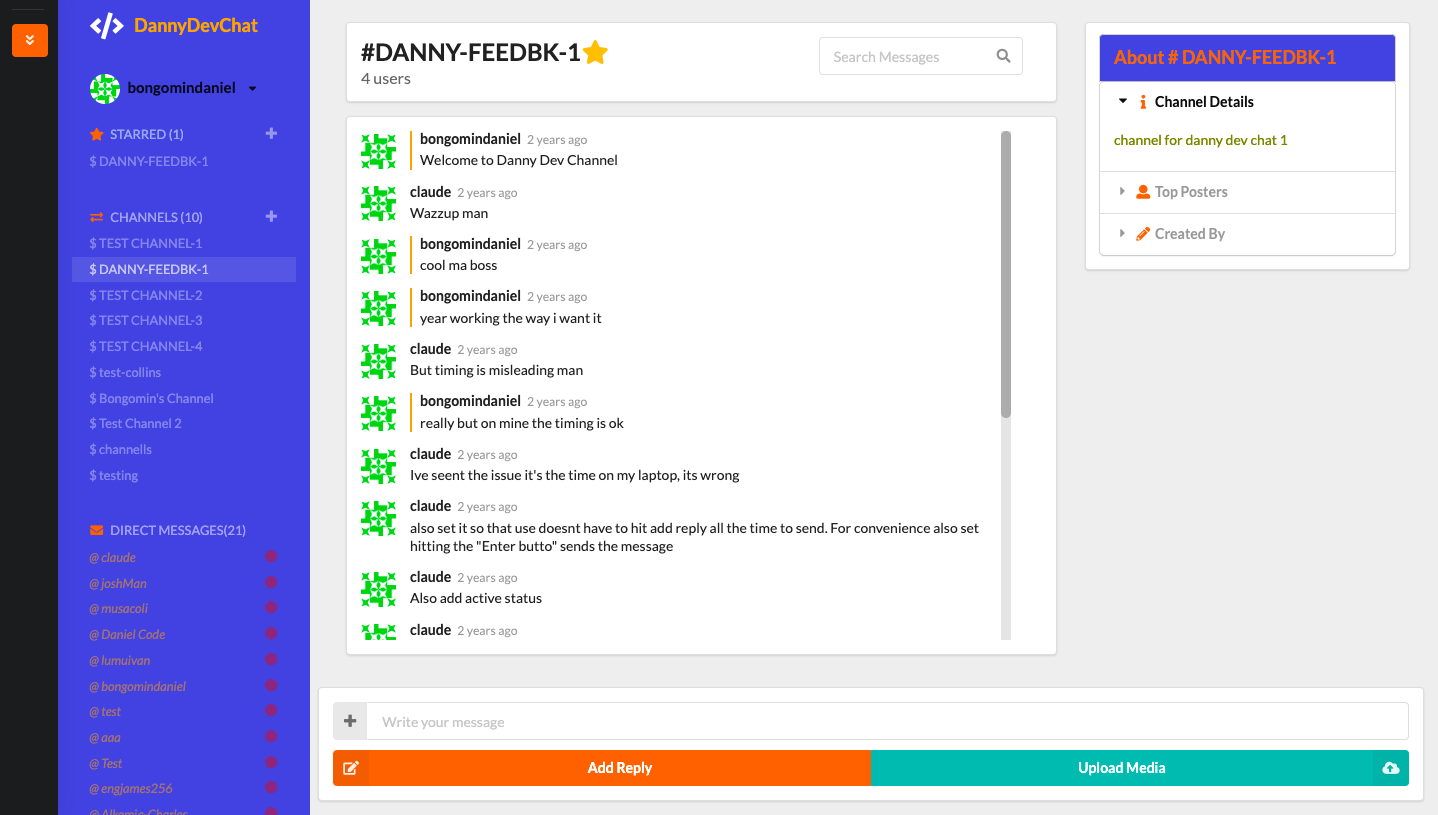 DannyDevChat
bongomindaniel
STARRED (1)
$ DANNY-FEEDBK-1
CHANNELS (10)
$ TEST CHANNEL-1
$ DANNY-FEEDBK-1
$ TEST CHANNEL-2
$ TEST CHANNEL-3
$ TEST CHANNEL-4
$ test-collins
$ Bongomin's Channel
$ Test Channel 2
$ channells
$ testing
DIRECT MESSAGES(21)
@ claude
@ joshMan
@ musacoli
@ Daniel Code
@ lumuivan
@ bongomindaniel
@ test
@ aaa
@ Test
@ engjames256
@ Alkemia-Charles
#DANNY-FEEDBK-1
4 users
Search Messages
bongomindaniel 2 years ago
Welcome to Danny Dev Channel
claude 2 years ago
Wazzup man
bongomindaniel 2 years ago
cool ma boss
bongomindaniel 2 years ago
year working the way i want it
claude 2 years ago
But timing is misleading man
bongomindaniel 2 years ago
really but on mine the timing is ok
claude 2 years ago
Ive seent the issue it's the time on my laptop, its wrong
claude 2 years ago
also set it so that use doesnt have to hit add reply all the time to send. For convenience also set
hitting the "Enter butto" sends the message
claude 2 years ago
Also add active status
claude 2 years ago
Write your message
Add Reply
Upload Media
About # DANNY-FEEDBK-1
Channel Details
channel for danny dev chat 1
Top Posters
Created By